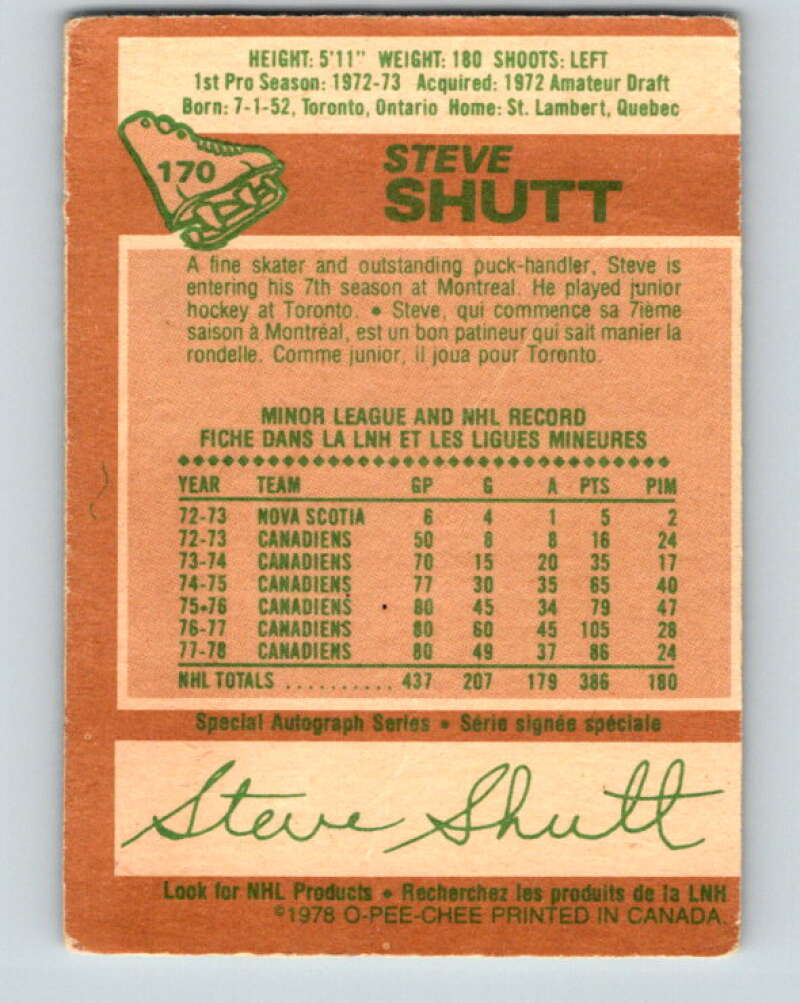 HEIGHT: 5'11" WEIGHT: 180 SHOOTS: LEFT
1st Pro Season: 1972-73 Acquired: 1972 Amateur Draft
Born: 7-1-52, Toronto, Ontario Home: St. Lambert, Quebec
170
STEVE
SHUTT
A fine skater and outstanding puck-handler, Steve is
entering his 7th season at Montreal. He played junior
hockey at Toronto. • Steve, qui commence sa 7ième
saison à Montréal, est un bon patineur qui sait manier la
rondelle. Comme junior, il joua pour Toronto.
MINOR LEAGUE AND NHL RECORD
FICHE DANS LA LNH ET LES LIGUES MINEURES
YEAR TEAM GP G A PTS PIM
72-73 NOVA SCOTIA 6 4 1 5 2
72-73 CANADIENS 50 8 8 16 24
73-74 CANADIENS 70 15 20 35 17
74-75 CANADIENS 77 30 35 65 40
75-76 CANADIENS 80 45 34 79 47
76-77 CANADIENS 80 60 45 105 28
77-78 CANADIENS 80 49 37 86 24
NHL TOTALS .......... 437 207 179 386 180
Special Autograph Series • Série signée spéciale
Steve Shutt
Look for NHL Products • Recherchez les produits de la LNH
©1978 O-PEE-CHEE PRINTED IN CANADA.